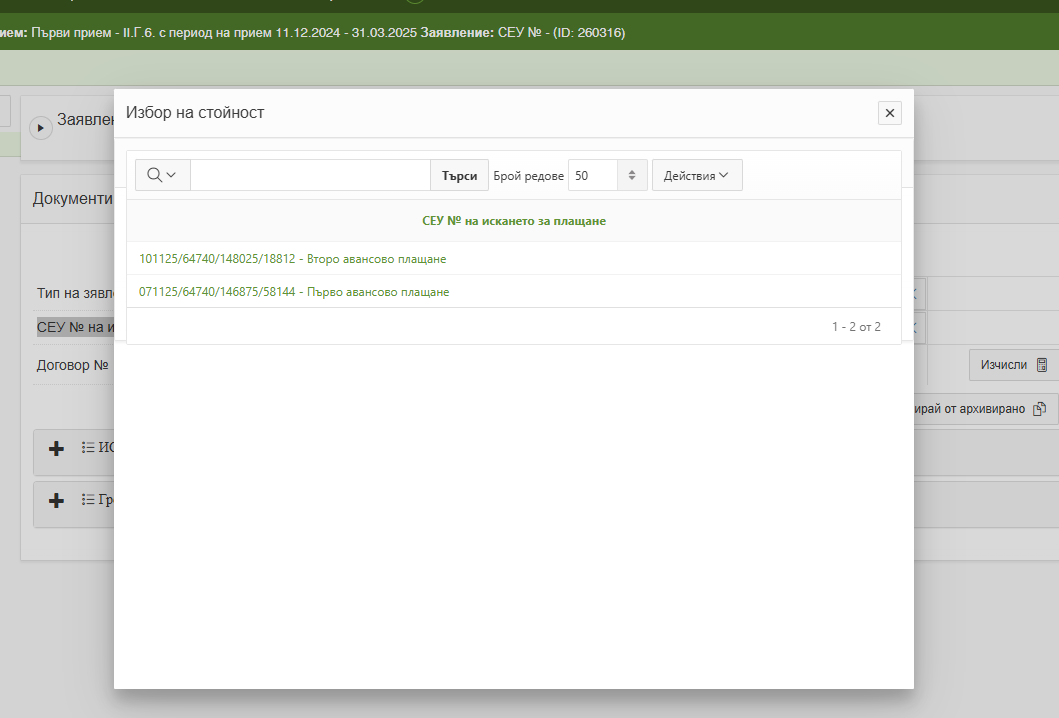 ием: Първи прием - II.Г.6. с период на прием 11.12.2024 - 31.03.2025 Заявление: СЕУ № - (ID: 260316)
Заявлен
Избор на стойност
Търси Брой редове 50 Действия
Документи
СЕУ № на искането за плащане
101125/64740/148025/18812 - Второ авансово плащане
Тип на зявл
071125/64740/146875/58144 - Първо авансово плащане
СЕУ № на и
1 - 2 от 2
Договор №
Изчисли
ирай от архивирано
ИС
Гр